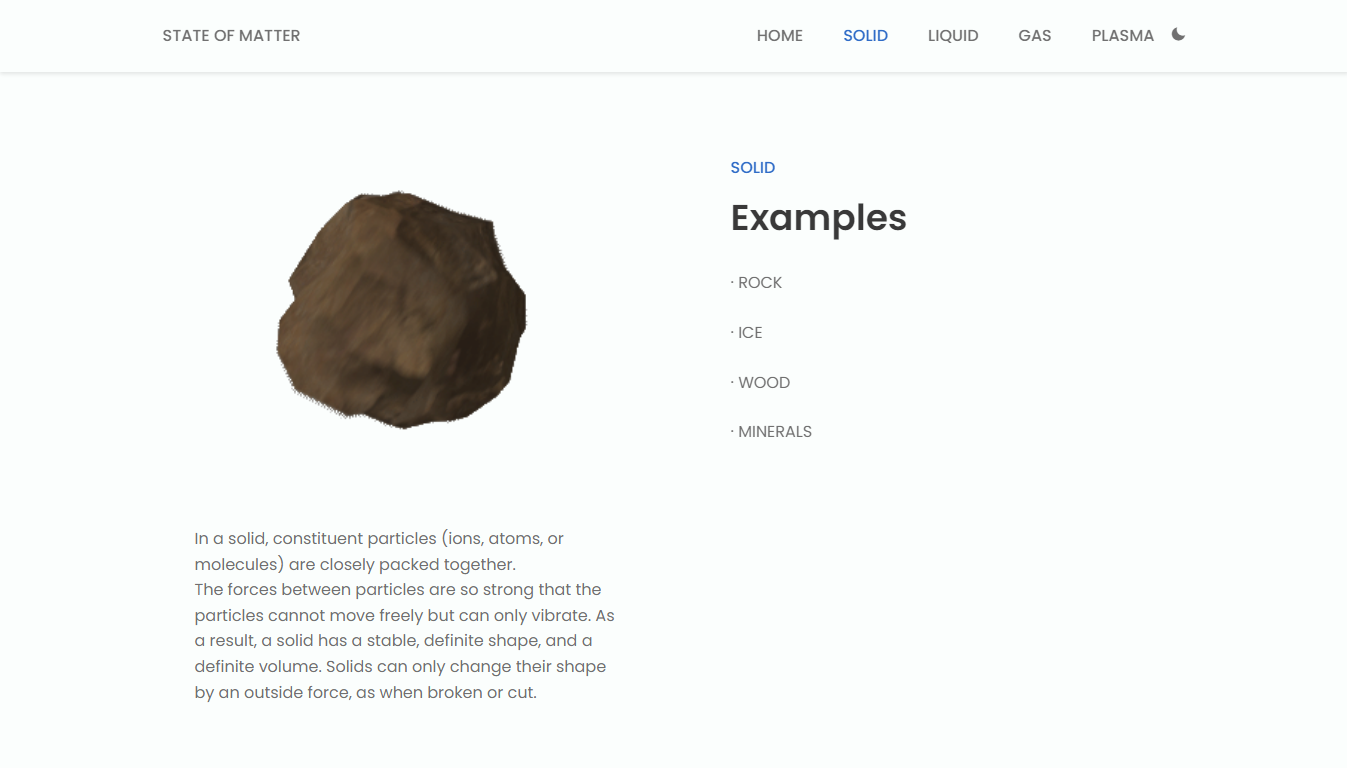 STATE OF MATTER
HOME SOLID LIQUID GAS PLASMA
SOLID
Examples
· ROCK
· ICE
· WOOD
· MINERALS
In a solid, constituent particles (ions, atoms, or
molecules) are closely packed together.
The forces between particles are so strong that the
particles cannot move freely but can only vibrate. As
a result, a solid has a stable, definite shape, and a
definite volume. Solids can only change their shape
by an outside force, as when broken or cut.